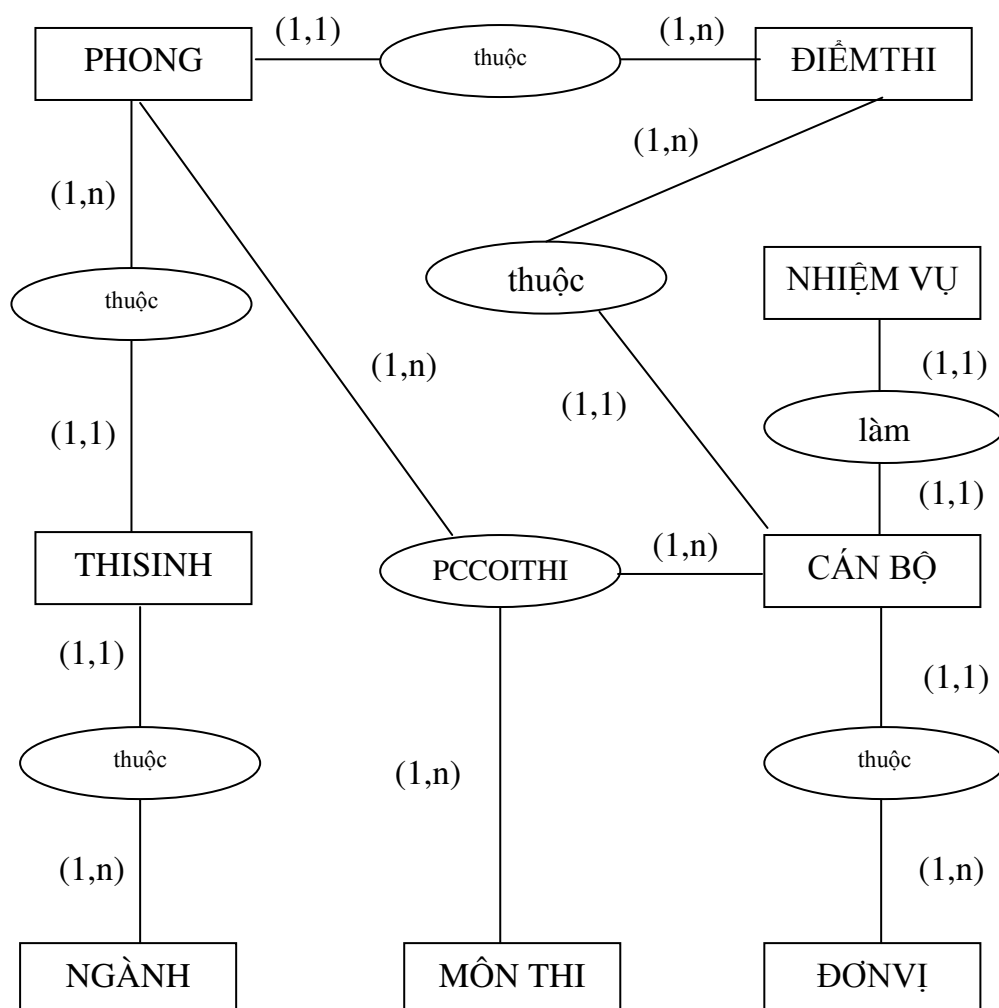 (1,1)
(1,n)
PHONG
thuộc
ĐIỂMTHI
(1,n)
(1,n)
thuộc
NHIỆM VỤ
thuộc
(1,n)
(1,1)
(1,1)
làm
(1,1)
(1,1)
THISINH
PCCOITHI
(1,n)
CÁN BỘ
(1,1)
(1,1)
thuộc
(1,n)
thuộc
(1,n)
(1,n)
NGÀNH
MÔN THI
ĐƠNVỊ